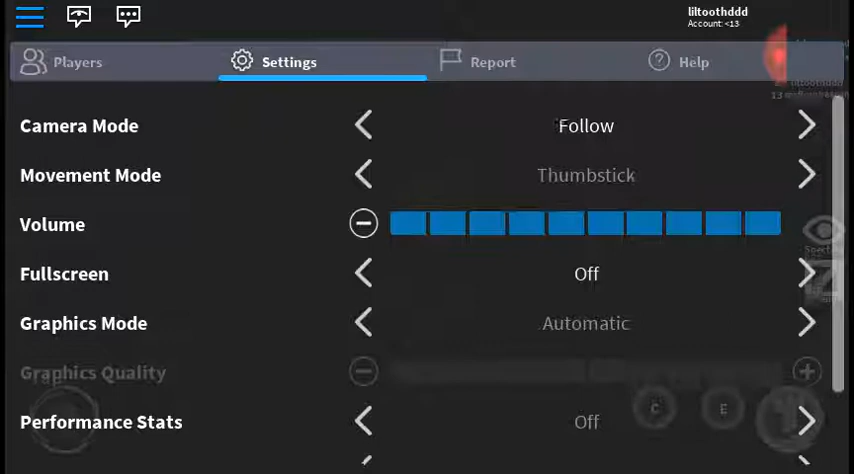 liltoothddd
Account: <13
Players
Settings
Report
Help
Camera Mode
Follow
Movement Mode
Thumbstick
Volume
Fullscreen
Off
Graphics Mode
Automatic
Graphics Quality
C
E
Performance Stats
Off